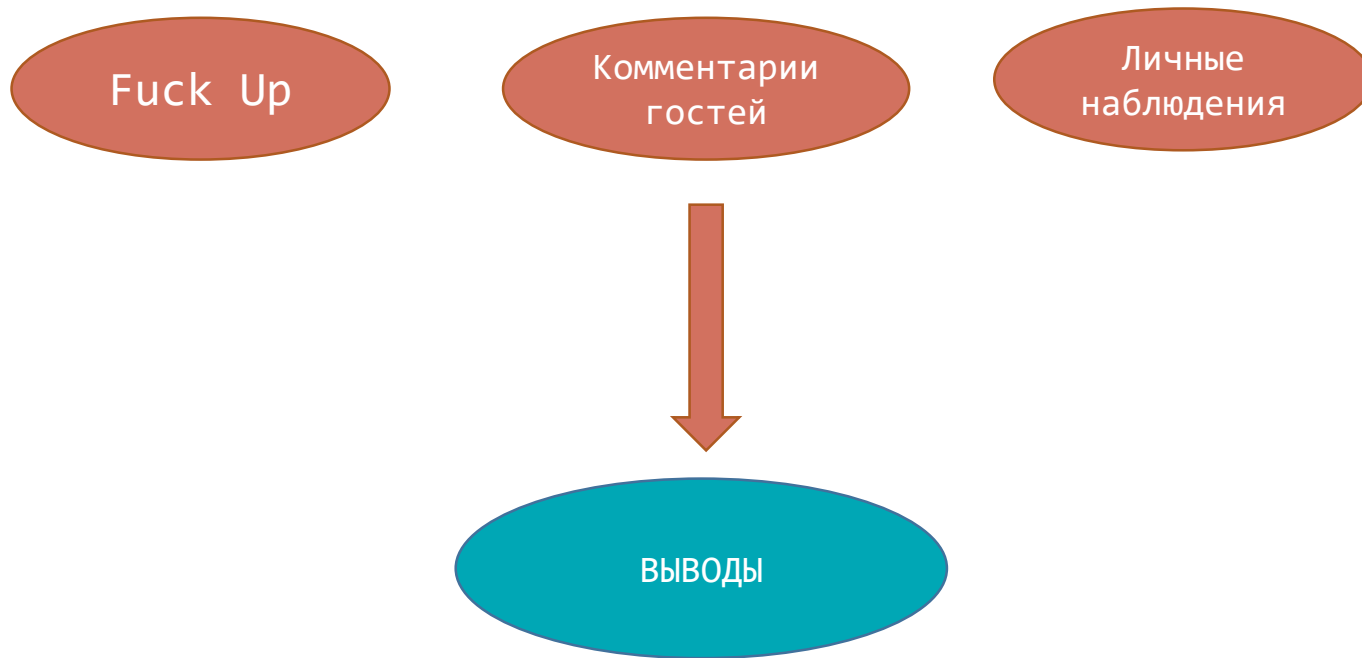 Fuck Up
Комментарии
гостей
Личные
наблюдения
ВЫВОДЫ